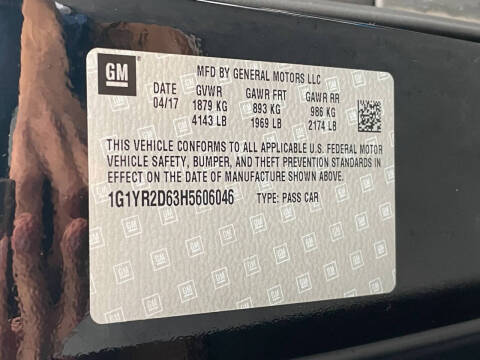 GM
MFD BY GENERAL MOTORS LLC
DATE GVWR GAWR FRT GAWR RR
04/17 1879 KG 893 KG 986 KG
4143 LB 1969 LB 2174 LB
THIS VEHICLE CONFORMS TO ALL APPLICABLE U.S. FEDERAL MOTOR
VEHICLE SAFETY, BUMPER, AND THEFT PREVENTION STANDARDS IN
EFFECT ON THE DATE OF MANUFACTURE SHOWN ABOVE.
1G1YR2D63H5606046 TYPE: PASS CAR